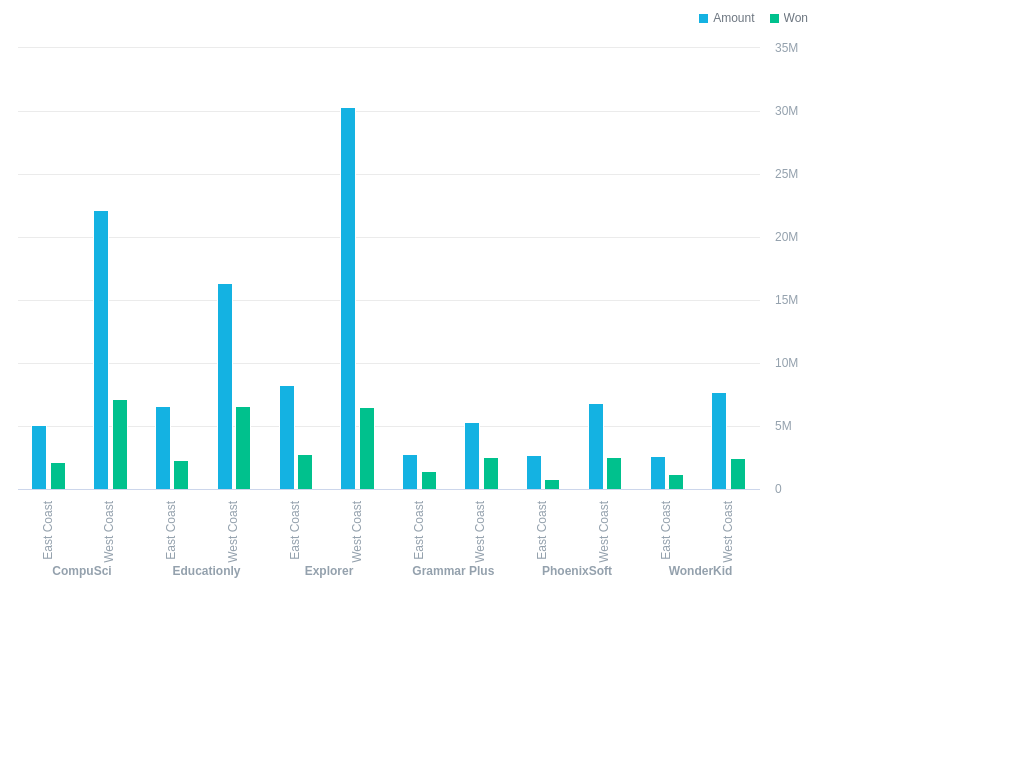 Amount Won
35M
30M
25M
20M
15M
10M
5M
0
East Coast West Coast East Coast West Coast East Coast West Coast East Coast West Coast East Coast West Coast East Coast West Coast
CompuSci Educationly Explorer Grammar Plus PhoenixSoft WonderKid